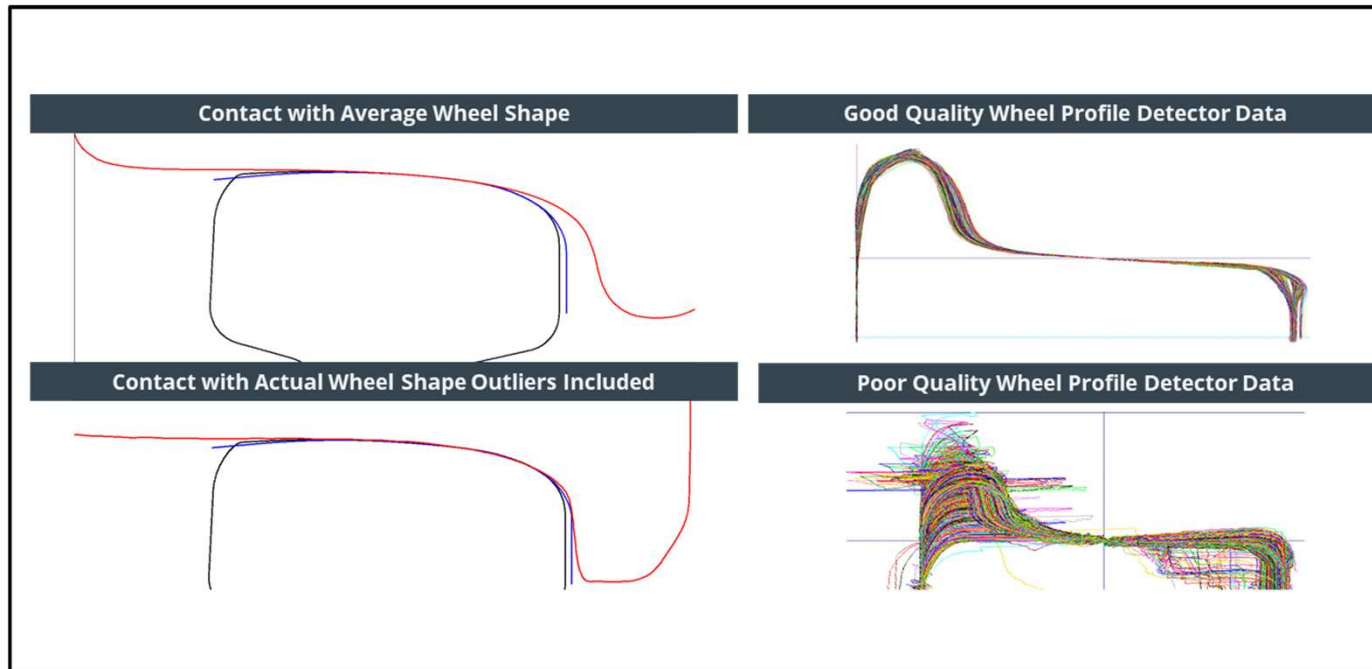 Contact with Average Wheel Shape
Good Quality Wheel Profile Detector Data
Contact with Actual Wheel Shape Outliers Included
Poor Quality Wheel Profile Detector Data